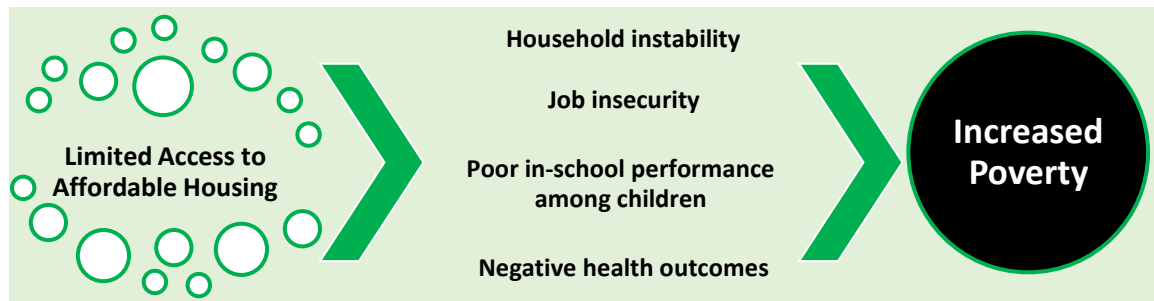 Limited Access to
Affordable Housing
Household instability
Job insecurity
Poor in-school performance
among children
Negative health outcomes
Increased
Poverty